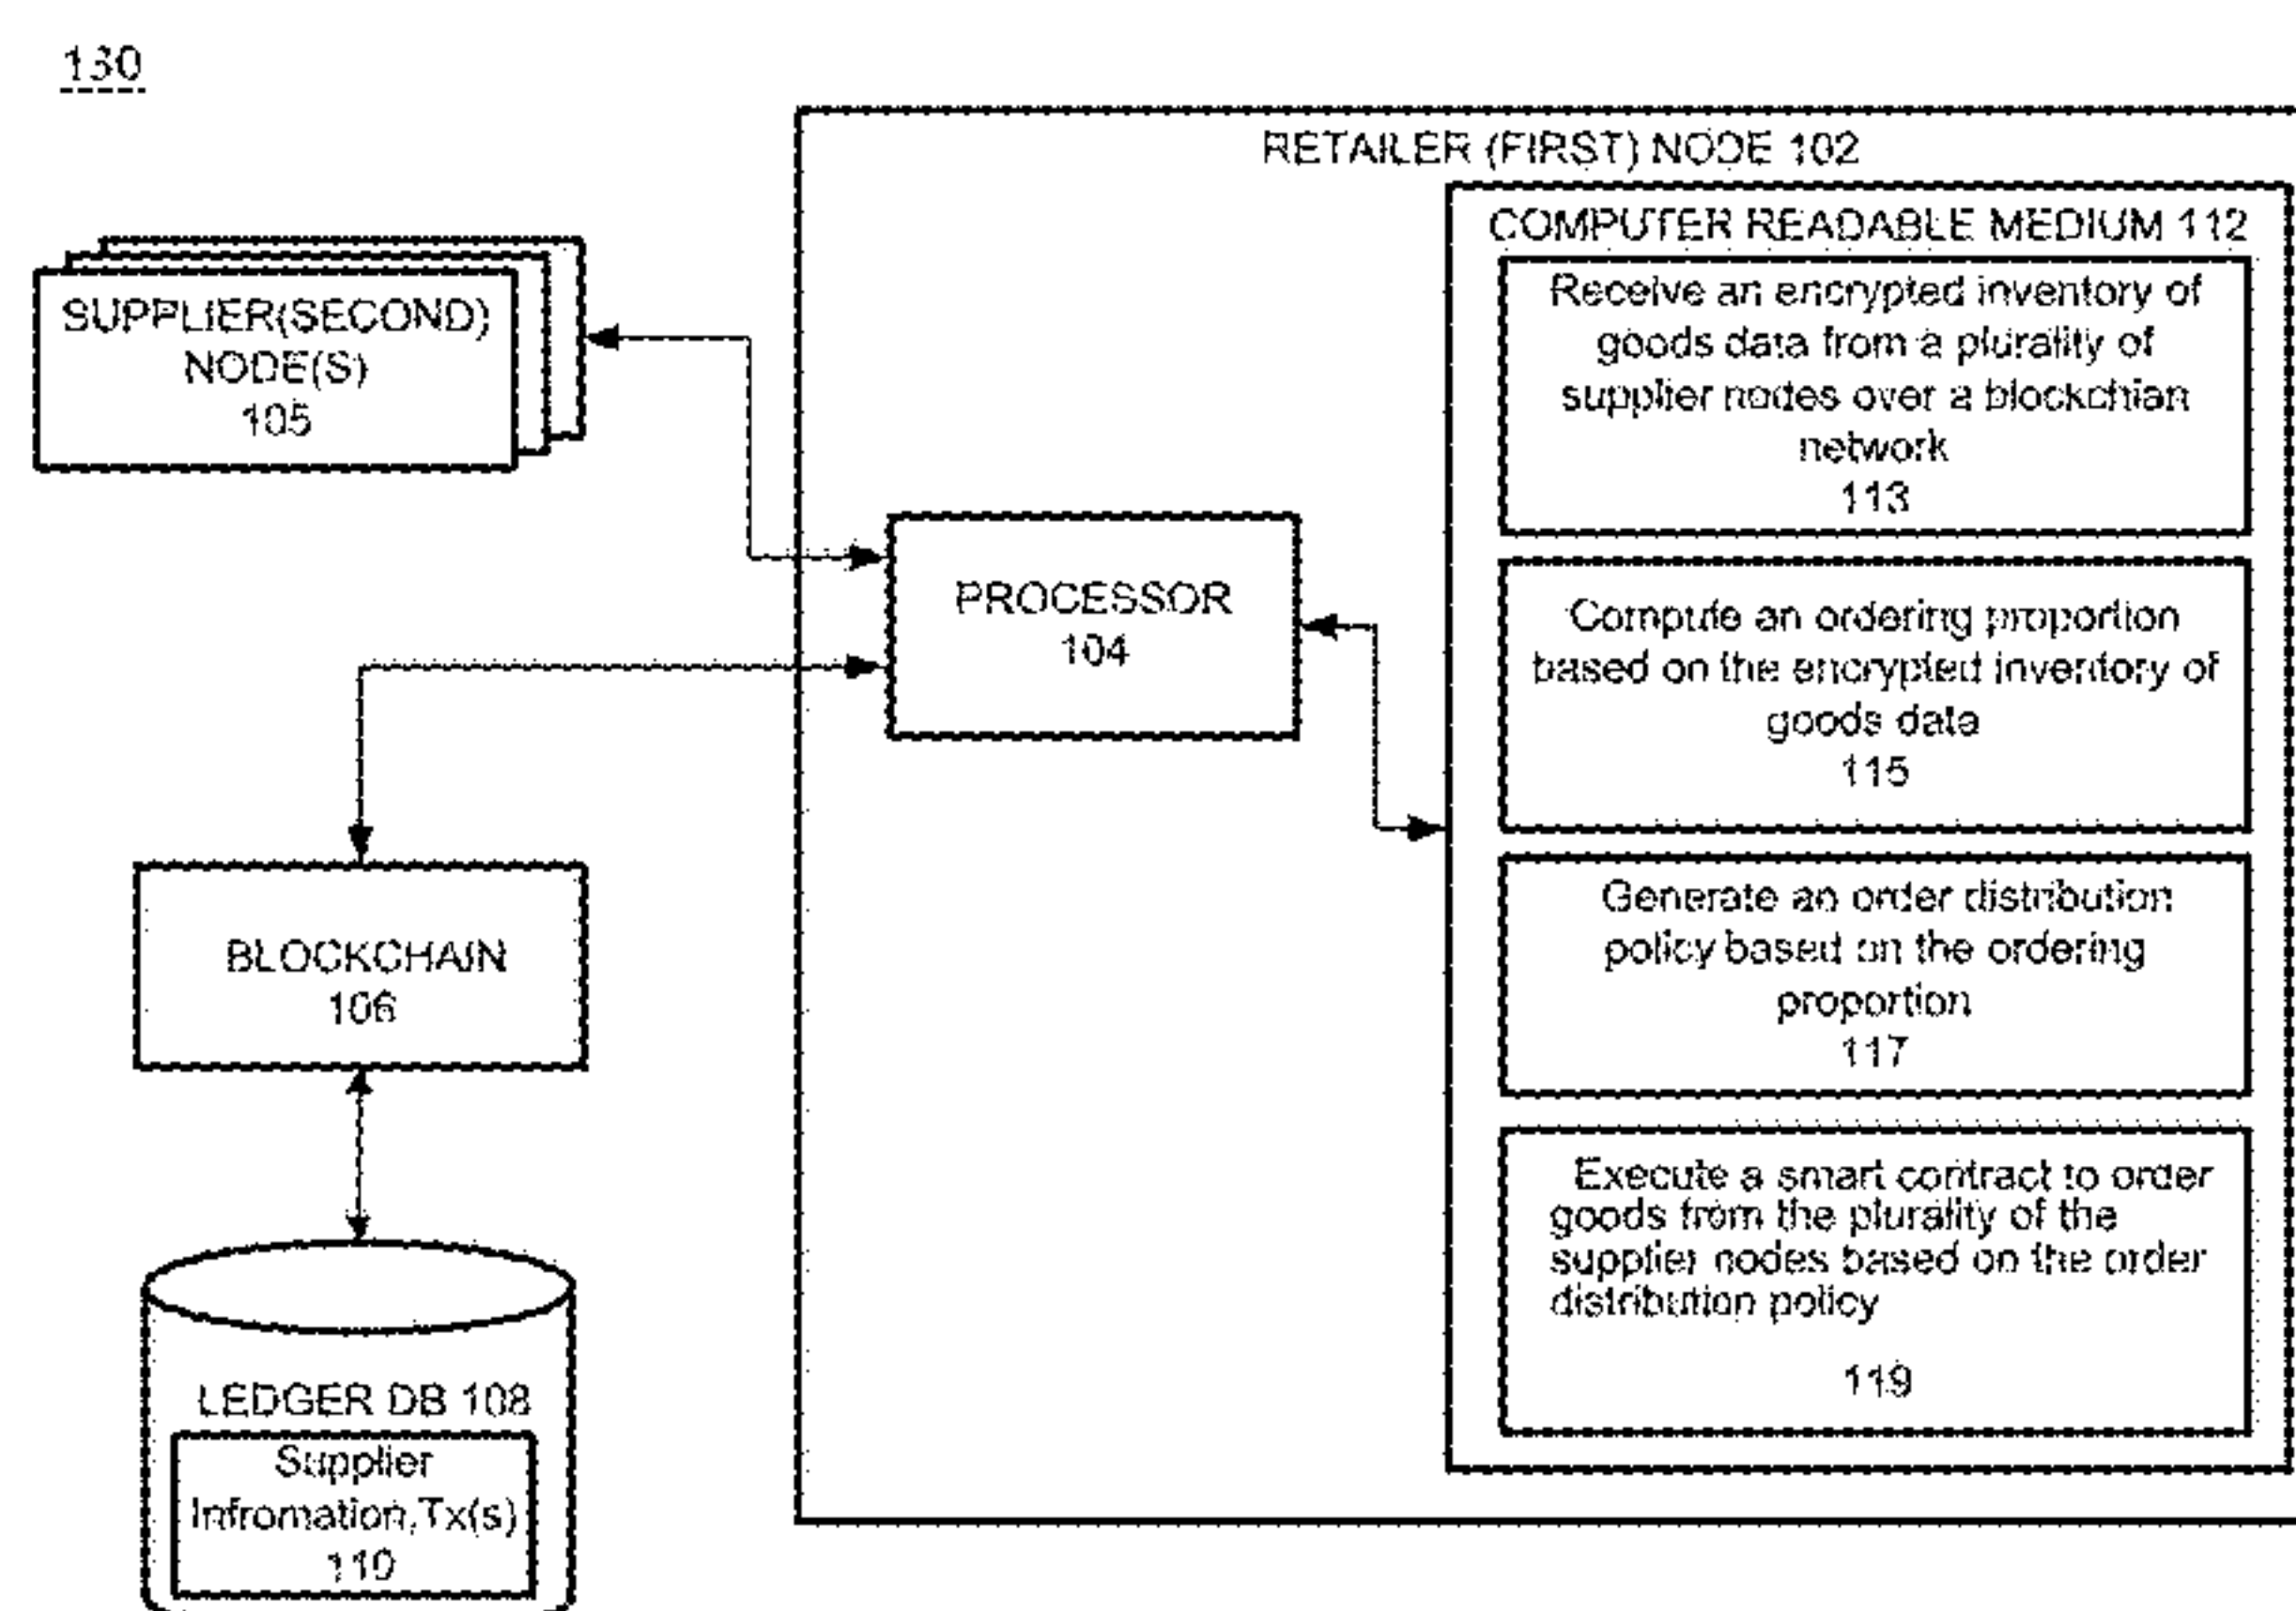 130
RETAILER (FIRST) NODE 102
COMPUTER READABLE MEDIUM 112
SUPPLIER(SECOND)
NODE(S)
105
Receive an encrypted inventory of
goods data from a plurality of
supplier nodes over a blockchian
network
113
PROCESSOR
104
Compute an ordering proportion
based on the encrypted inventory of
goods data
115
BLOCKCHAIN
106
Generate an order distribution
policy based on the ordering
proportion
117
Execute a smart contract to order
goods from the plurality of the
supplier nodes based on the order
distribution policy
119
LEDGER DB 108
Supplier
Infromation,Tx(s)
110